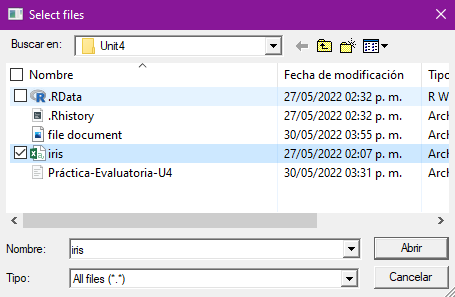 Select files
Buscar en: Unit4
Nombre Fecha de modificación Tipo
.RData 27/05/2022 02:32 p. m. R W
.Rhistory 27/05/2022 02:32 p. m. Arch
file document 30/05/2022 03:55 p. m. Arch
iris 27/05/2022 02:07 p. m. Arch
Práctica-Evaluatoria-U4 30/05/2022 03:31 p. m. Arch
Nombre: iris Abrir
Tipo: All files (*.*) Cancelar